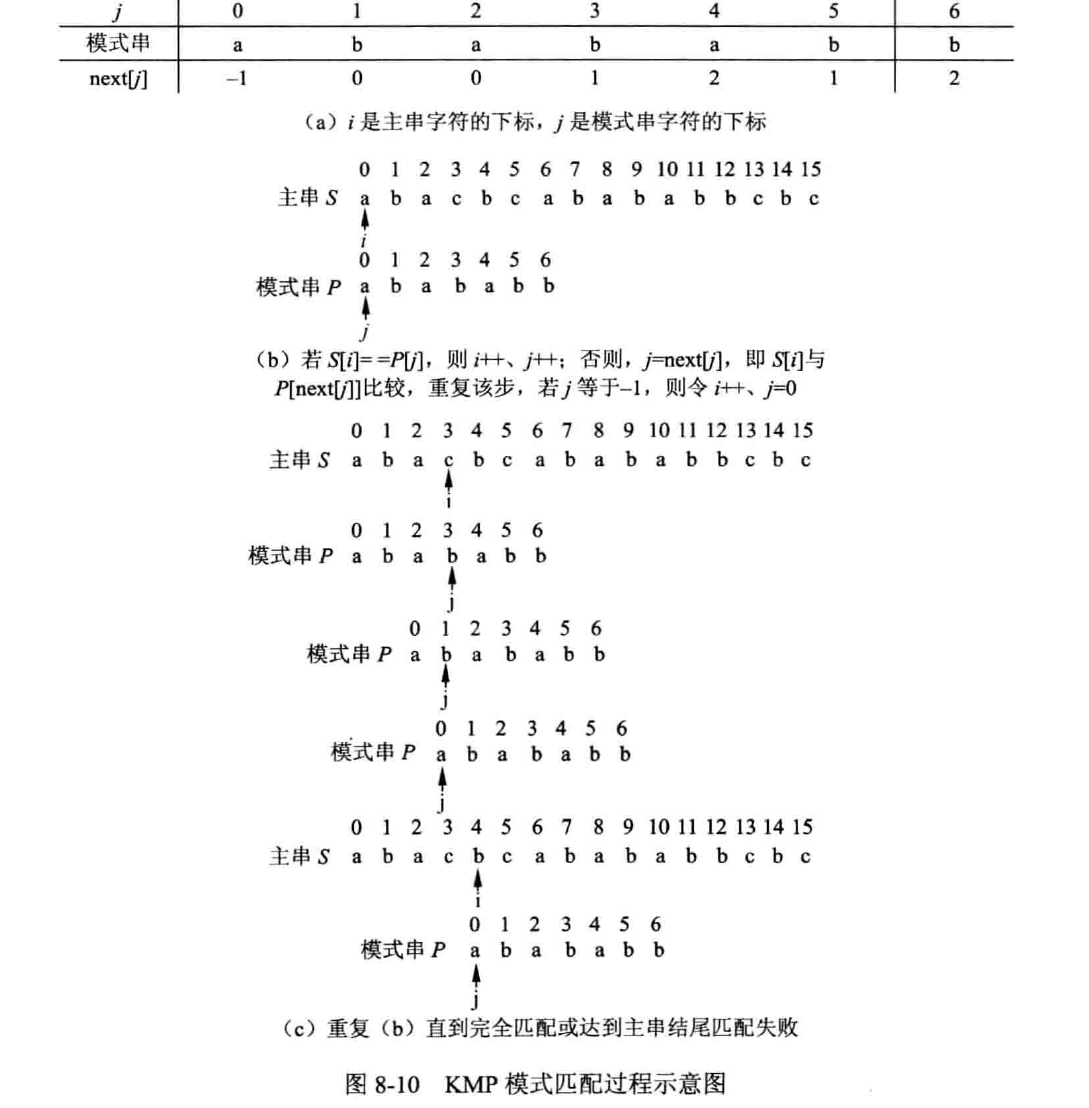 j 0 1 2 3 4 5 6
模式串 a b a b a b b
next[j] –1 0 0 1 2 1 2
（a）i 是主串字符的下标，j 是模式串字符的下标
0 1 2 3 4 5 6 7 8 9 10 11 12 13 14 15
主串 S a b a c b c a b a b a b b c b c
i
0 1 2 3 4 5 6
模式串 P a b a b a b b
j
（b）若 S[i]= =P[j]，则 i++、j++；否则，j=next[j]，即 S[i]与
P[next[j]]比较，重复该步，若 j 等于–1，则令 i++、j=0
0 1 2 3 4 5 6 7 8 9 10 11 12 13 14 15
主串 S a b a c b c a b a b a b b c b c
i
0 1 2 3 4 5 6
模式串 P a b a b a b b
j
0 1 2 3 4 5 6
模式串 P a b a b a b b
j
0 1 2 3 4 5 6
模式串 P a b a b a b b
j
0 1 2 3 4 5 6 7 8 9 10 11 12 13 14 15
主串 S a b a c b c a b a b a b b c b c
i
0 1 2 3 4 5 6
模式串 P a b a b a b b
j
（c）重复（b）直到完全匹配或达到主串结尾匹配失败
图 8-10 KMP 模式匹配过程示意图